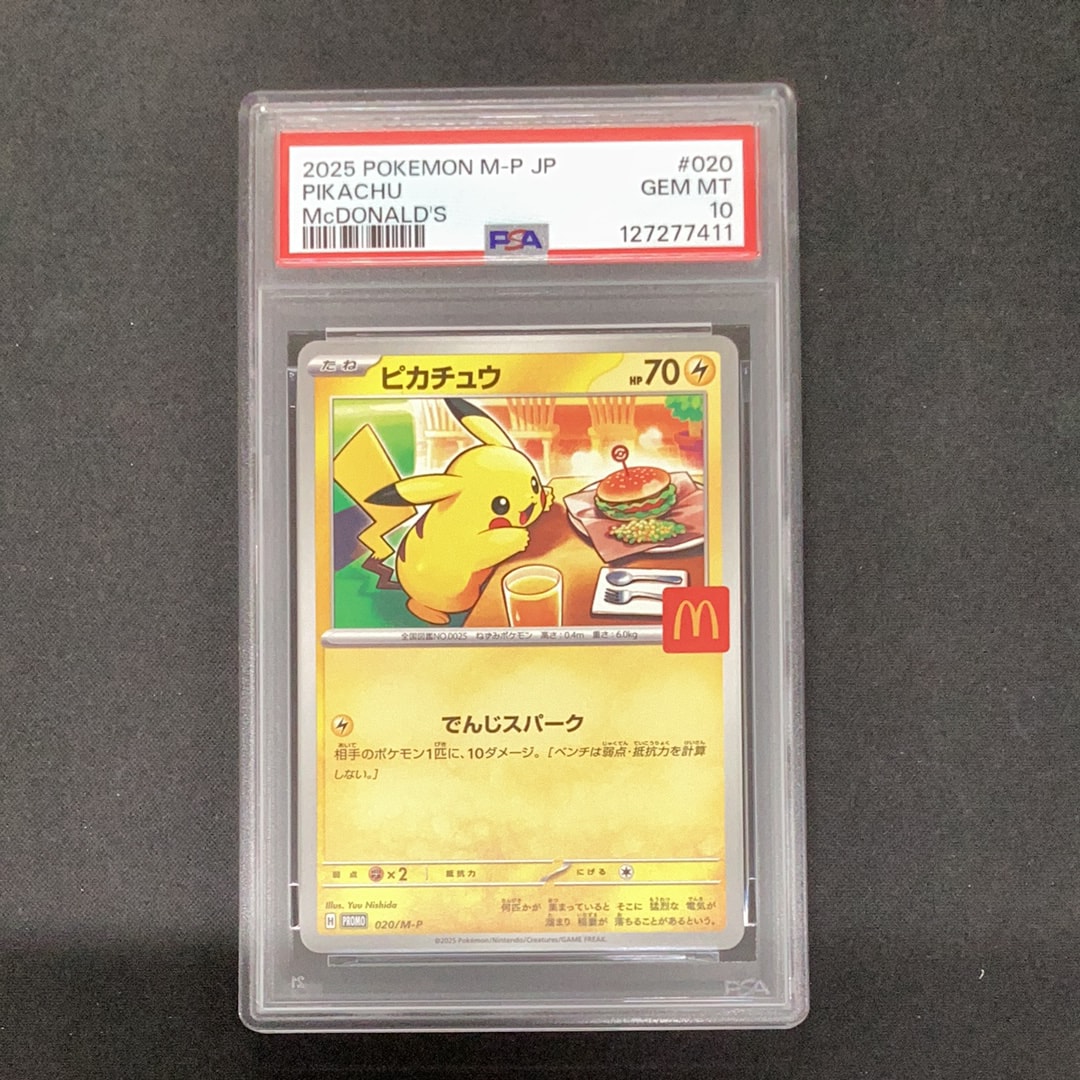 2025 POKEMON M-P JP #020
PIKACHU GEM MT
McDONALD'S 10
PSA 127277411
たね ピカチュウ HP 70
全国図鑑NO.0025 ねずみポケモン 高さ:0.4m 重さ:6.0kg
でんじスパーク
相手のポケモン1匹に、10ダメージ。[ベンチは弱点・抵抗力を計算
しない。]
弱点 ×2 抵抗力 にげる
Illus. Yuu Nishida
何匹かが 集まっていると そこに 猛烈な 電気が
溜まり 稲妻が 落ちることがあるという。
H PROMO 020/M-P
©2025 Pokémon/Nintendo/Creatures/GAME FREAK.
PSA